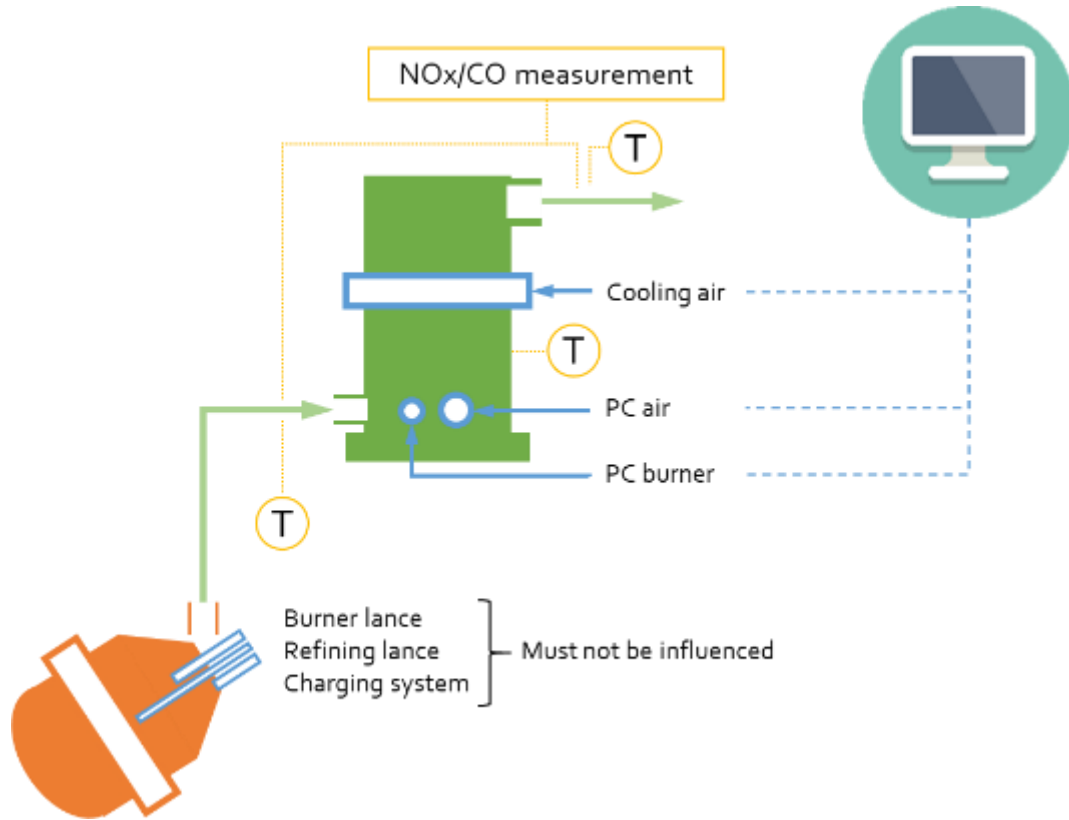 NOx/CO measurement
T
Cooling air
T
PC air
PC burner
T
Burner lance
Refining lance
Charging system
Must not be influenced